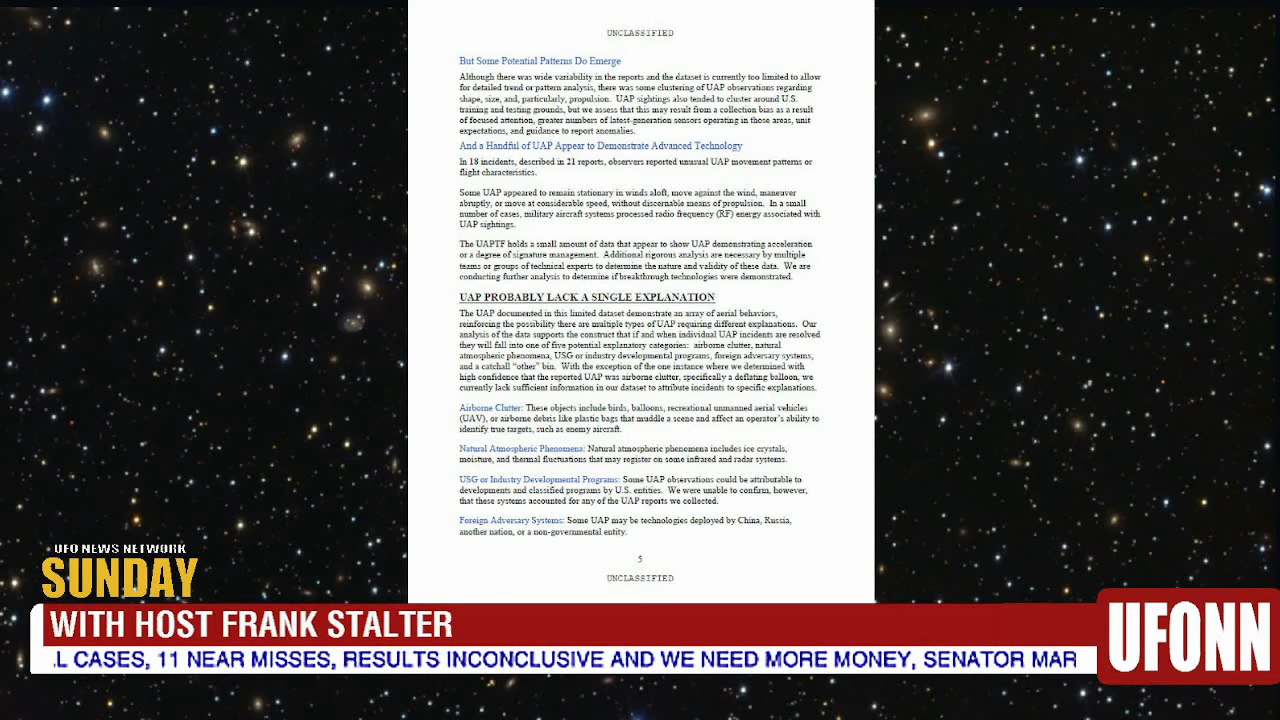 UNCLASSIFIED
But Some Potential Patterns Do Emerge
Although there was wide variability in the reports and the dataset is currently too limited to allow
for detailed trend or pattern analysis, there was some clustering of UAP observations regarding
shape, size, and, particularly, propulsion. UAP sightings also tended to cluster around U.S.
training and testing grounds, but we assess that this may result from a collection bias as a result
of focused attention, greater numbers of latest-generation sensors operating in those areas, unit
expectations, and guidance to report anomalies.
And a Handful of UAP Appear to Demonstrate Advanced Technology
In 18 incidents, described in 21 reports, observers reported unusual UAP movement patterns or
flight characteristics.
Some UAP appeared to remain stationary in winds aloft, move against the wind, maneuver
abruptly, or move at considerable speed, without discernable means of propulsion. In a small
number of cases, military aircraft systems processed radio frequency (RF) energy associated with
UAP sightings.
The UAPTF holds a small amount of data that appear to show UAP demonstrating acceleration
or a degree of signature management. Additional rigorous analysis are necessary by multiple
teams or groups of technical experts to determine the nature and validity of these data. We are
conducting further analysis to determine if breakthrough technologies were demonstrated.
UAP PROBABLY LACK A SINGLE EXPLANATION
The UAP documented in this limited dataset demonstrate an array of aerial behaviors,
reinforcing the possibility there are multiple types of UAP requiring different explanations. Our
analysis of the data supports the construct that if and when individual UAP incidents are resolved
they will fall into one of five potential explanatory categories: airborne clutter, natural
atmospheric phenomena, USG or industry developmental programs, foreign adversary systems,
and a catchall “other” bin. With the exception of the one instance where we determined with
high confidence that the reported UAP was airborne clutter, specifically a deflating balloon, we
currently lack sufficient information in our dataset to attribute incidents to specific explanations.
Airborne Clutter: These objects include birds, balloons, recreational unmanned aerial vehicles
(UAV), or airborne debris like plastic bags that muddle a scene and affect an operator’s ability to
identify true targets, such as enemy aircraft.
Natural Atmospheric Phenomena: Natural atmospheric phenomena includes ice crystals,
moisture, and thermal fluctuations that may register on some infrared and radar systems.
USG or Industry Developmental Programs: Some UAP observations could be attributable to
developments and classified programs by U.S. entities. We were unable to confirm, however,
that these systems accounted for any of the UAP reports we collected.
Foreign Adversary Systems: Some UAP may be technologies deployed by China, Russia,
another nation, or a non-governmental entity.
5
UNCLASSIFIED
UFO NEWS NETWORK
SUNDAY
WITH HOST FRANK STALTER
.L CASES, 11 NEAR MISSES, RESULTS INCONCLUSIVE AND WE NEED MORE MONEY, SENATOR MAR
UFONN